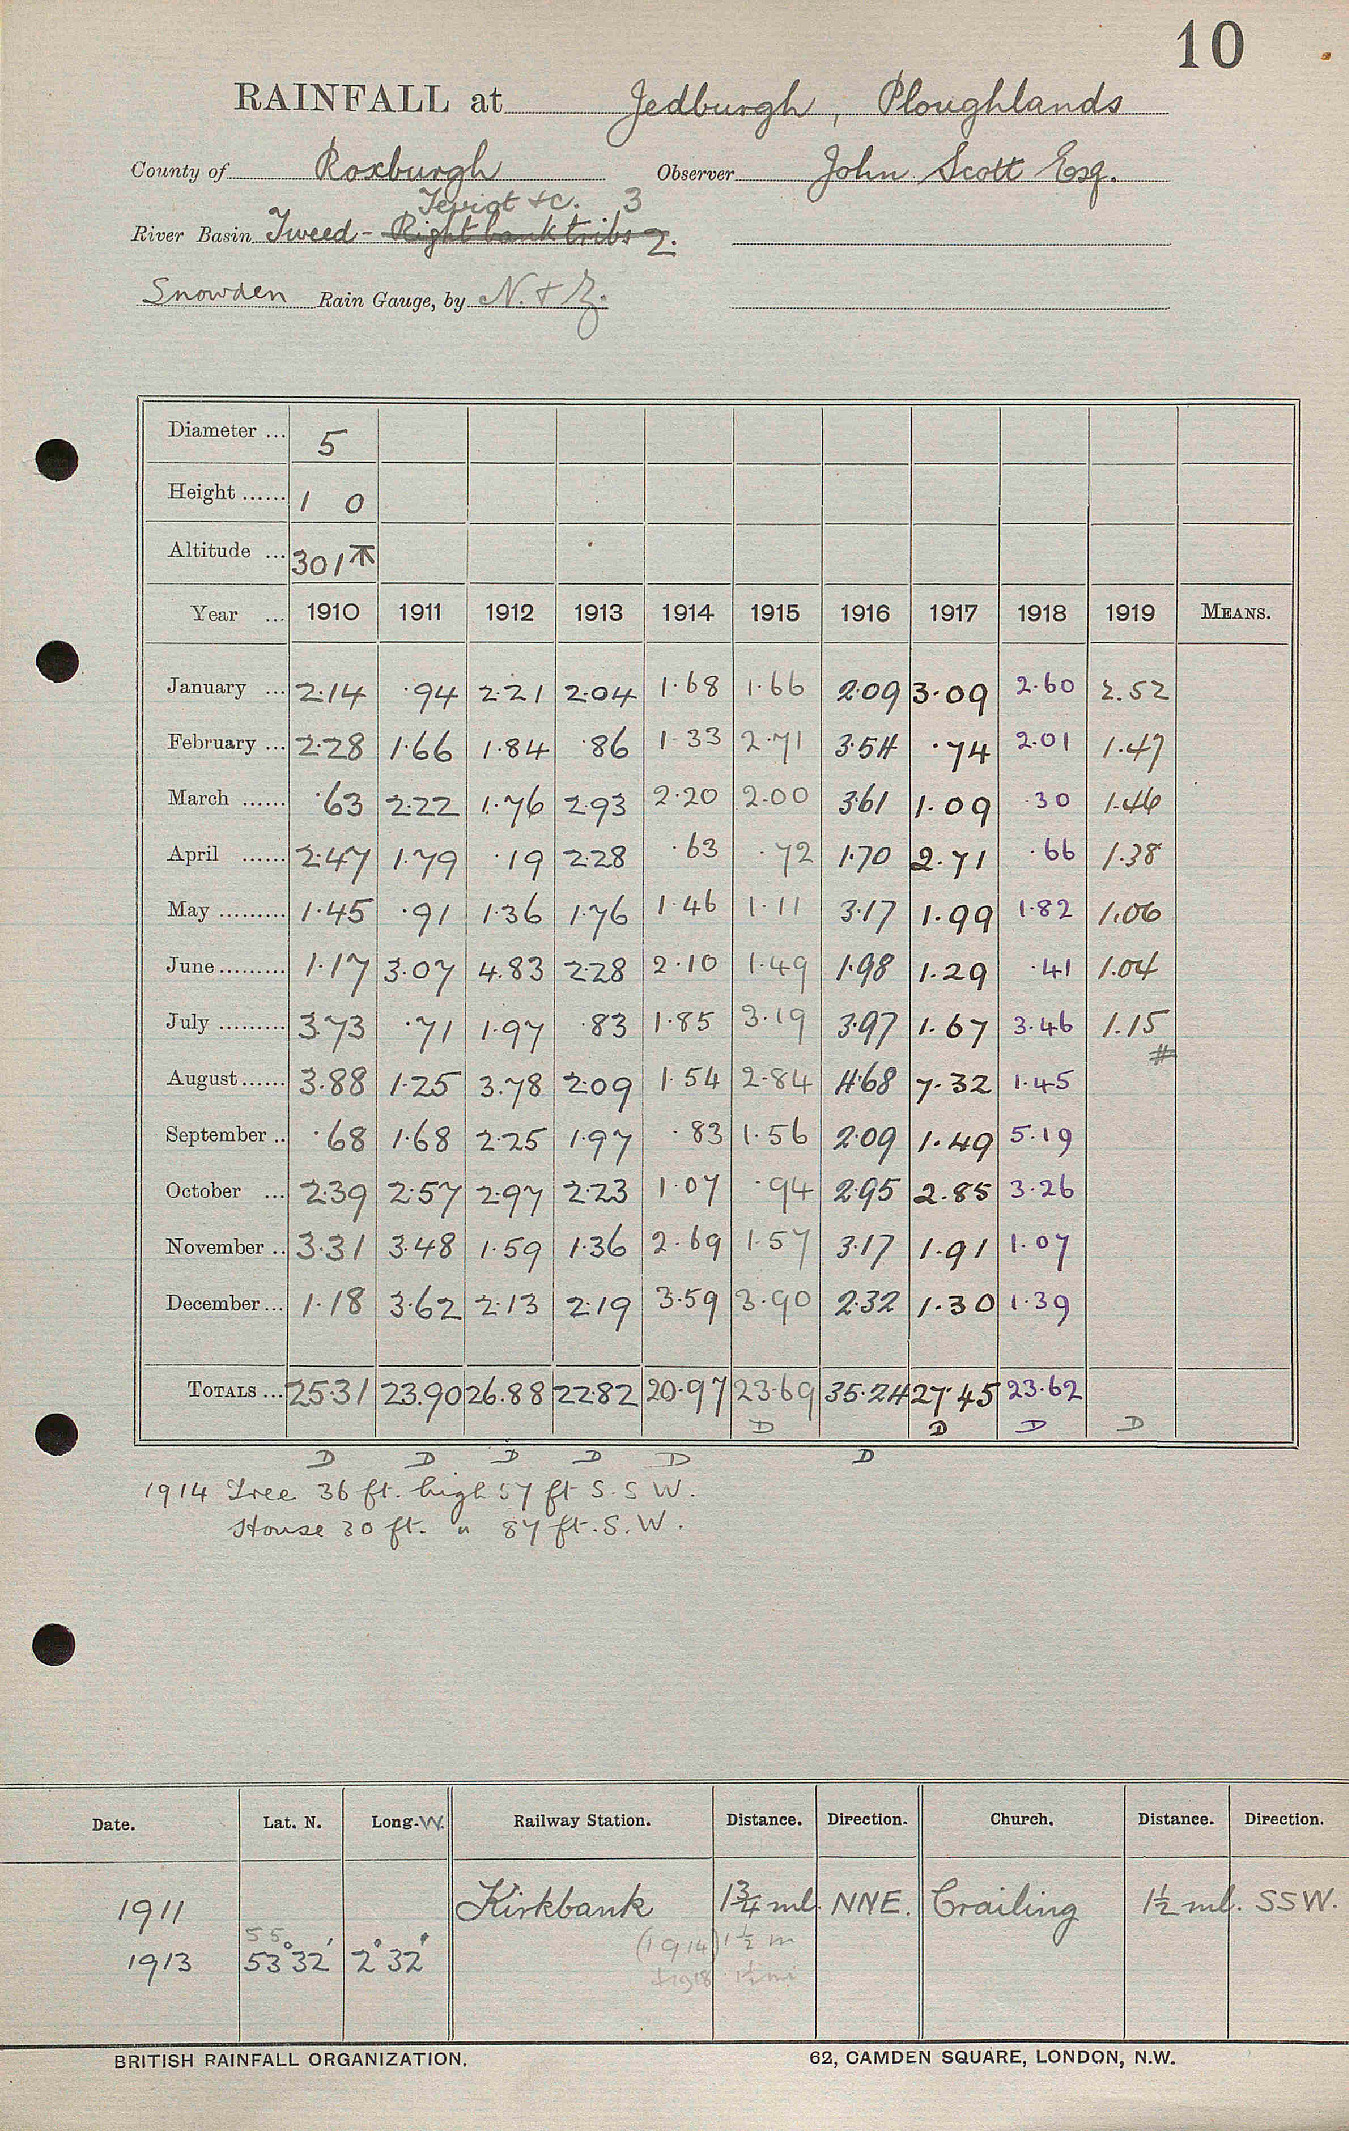 10
RAINFALL at Jedburgh, Ploughlands
County of Roxburgh Observer John Scott Esq.
Teviot &c. 3
River Basin Tweed - Right bank tribs 2.
Snowden Rain Gauge, by N. & Z.
Diameter ... 5
Height ...... 1 0
Altitude ... 301
Year ... 1910 1911 1912 1913 1914 1915 1916 1917 1918 1919 MEANS.
January ... 2.14 .94 2.21 2.04 1.68 1.66 2.09 3.09 2.60 2.52
February ... 2.28 1.66 1.84 .86 1.33 2.71 3.54 .74 2.01 1.47
March ...... .63 2.22 1.76 2.93 2.20 2.00 3.61 1.09 .30 1.46
April ...... 2.47 1.79 .19 2.28 .63 .72 1.70 2.71 .66 1.38
May ......... 1.45 .91 1.36 1.76 1.46 1.11 3.17 1.99 1.82 1.06
June ......... 1.17 3.07 4.83 2.28 2.10 1.49 1.98 1.29 .41 1.04
July ......... 3.73 .71 1.97 .83 1.85 3.19 3.97 1.67 3.46 1.15
#
August ...... 3.88 1.25 3.78 2.09 1.54 2.84 4.68 7.32 1.45
September .. .68 1.68 2.25 1.97 .83 1.56 2.09 1.49 5.19
October ... 2.39 2.57 2.97 2.23 1.07 .94 2.95 2.85 3.26
November .. 3.31 3.48 1.59 1.36 2.69 1.57 3.17 1.91 1.07
December ... 1.18 3.62 2.13 2.19 3.59 3.90 2.32 1.30 1.39
TOTALS ... 25.31 23.90 26.88 22.82 20.97 23.69 35.24 27.45 23.62
D D D D
D D D D D D
1914 Tree 36 ft. high 57 ft S.S W.
House 30 ft. " 87 ft. S.W.
Date. Lat. N. Long. W. Railway Station. Distance. Direction. Church. Distance. Direction.
1911 Kirkbank 1 3/4 ml. NNE. Crailing 1 1/2 ml. SSW.
55 (1914) 1 1/2 m
1913 53° 32' 2° 32'
+1918 1 1/2 mi
BRITISH RAINFALL ORGANIZATION. 62, CAMDEN SQUARE, LONDON, N.W.